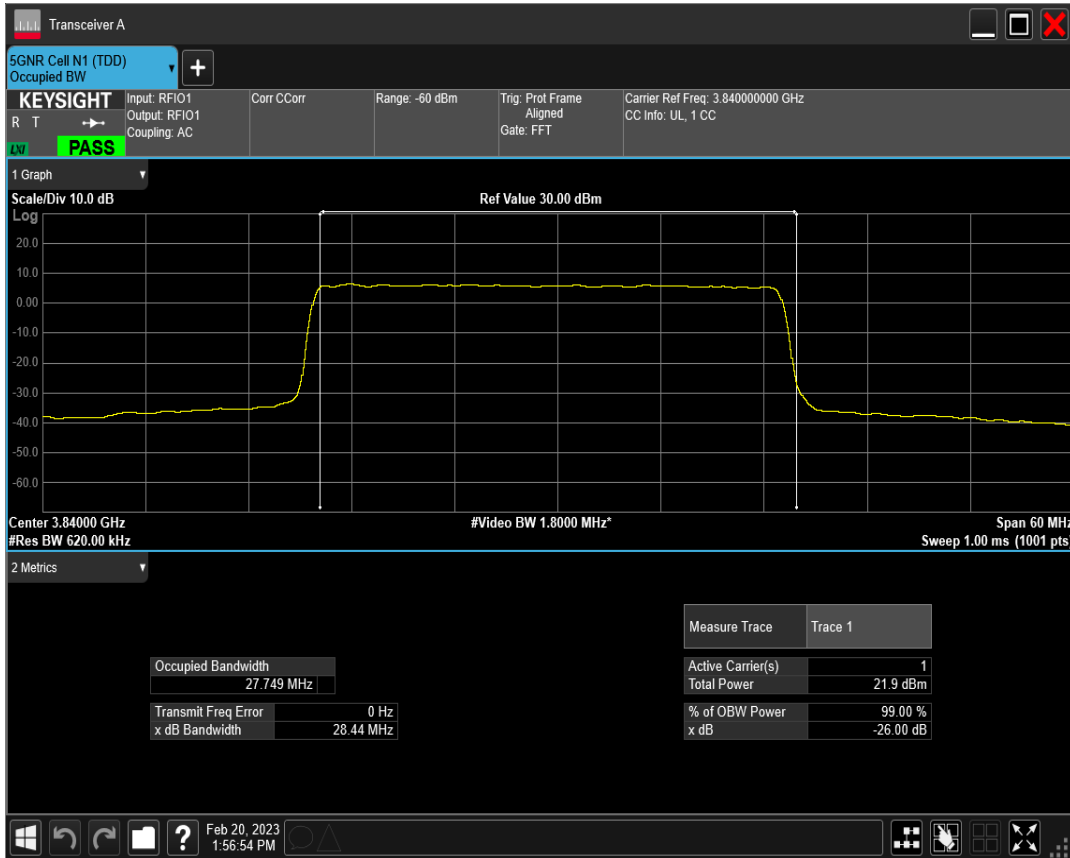 Transceiver A
5GNR Cell N1 (TDD)
Occupied BW
KEYSIGHT
R T
LXI
PASS
Input: RFIO1
Output: RFIO1
Coupling: AC
Corr CCorr
Range: -60 dBm
Trig: Prot Frame
Aligned
Gate: FFT
Carrier Ref Freq: 3.840000000 GHz
CC Info: UL, 1 CC
1 Graph
Scale/Div 10.0 dB
Ref Value 30.00 dBm
Log
20.0
10.0
0.00
-10.0
-20.0
-30.0
-40.0
-50.0
-60.0
Center 3.84000 GHz
#Video BW 1.8000 MHz*
Span 60 MHz
#Res BW 620.00 kHz
Sweep 1.00 ms (1001 pts)
2 Metrics
Measure Trace Trace 1
Occupied Bandwidth
27.749 MHz
Active Carrier(s) 1
Total Power 21.9 dBm
Transmit Freq Error 0 Hz
x dB Bandwidth 28.44 MHz
% of OBW Power 99.00 %
x dB -26.00 dB
?
Feb 20, 2023
1:56:54 PM